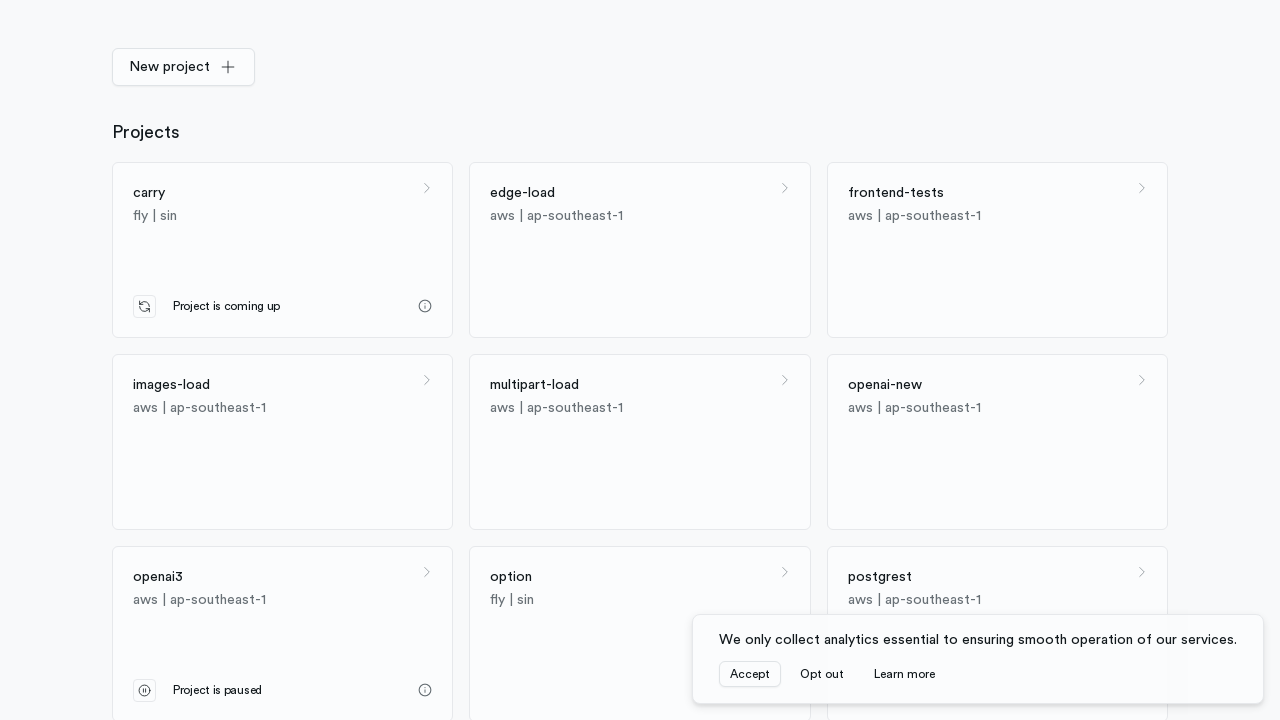 New project
Projects
carry
fly | sin
Project is coming up
edge-load
aws | ap-southeast-1
frontend-tests
aws | ap-southeast-1
images-load
aws | ap-southeast-1
multipart-load
aws | ap-southeast-1
openai-new
aws | ap-southeast-1
openai3
aws | ap-southeast-1
Project is paused
option
fly | sin
postgrest
aws | ap-southeast-1
We only collect analytics essential to ensuring smooth operation of our services.
Accept Opt out Learn more